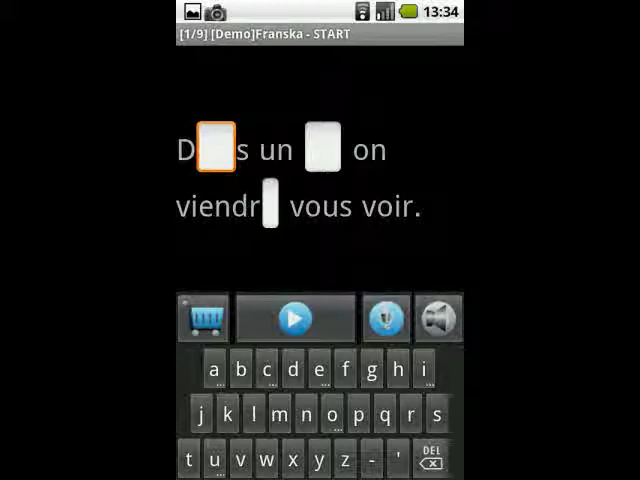 13:34
[1/9] [Demo]Franska - START
D s un on
viendr vous voir.
a b c d e f g h i
j k l m n o p q r s
t u v w x y z - ' DEL